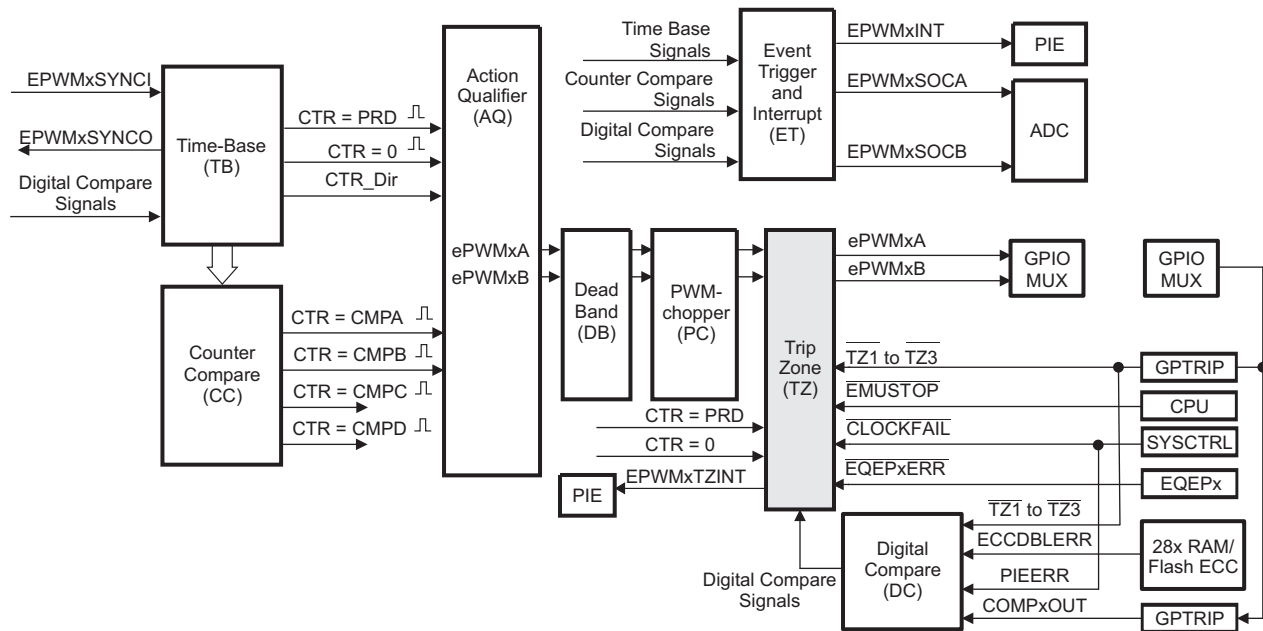 EPWMxSYNCI
EPWMxSYNCO
Digital Compare
Signals
Time-Base
(TB)
CTR = PRD
CTR = 0
CTR_Dir
Counter
Compare
(CC)
CTR = CMPA
CTR = CMPB
CTR = CMPC
CTR = CMPD
Action
Qualifier
(AQ)
ePWMxA
ePWMxB
Time Base
Signals
Counter Compare
Signals
Digital Compare
Signals
Event
Trigger
and
Interrupt
(ET)
EPWMxINT
EPWMxSOCA
EPWMxSOCB
PIE
ADC
Dead
Band
(DB)
PWM-
chopper
(PC)
Trip
Zone
(TZ)
CTR = PRD
CTR = 0
EPWMxTZINT
PIE
ePWMxA
ePWMxB
GPIO
MUX
GPIO
MUX
TZ1 to TZ3
GPTRIP
EMUSTOP
CPU
CLOCKFAIL
SYSCTRL
EQEPxERR
EQEPx
Digital Compare
Signals
Digital
Compare
(DC)
TZ1 to TZ3
ECCDBLERR
28x RAM/
Flash ECC
PIEERR
COMPxOUT
GPTRIP